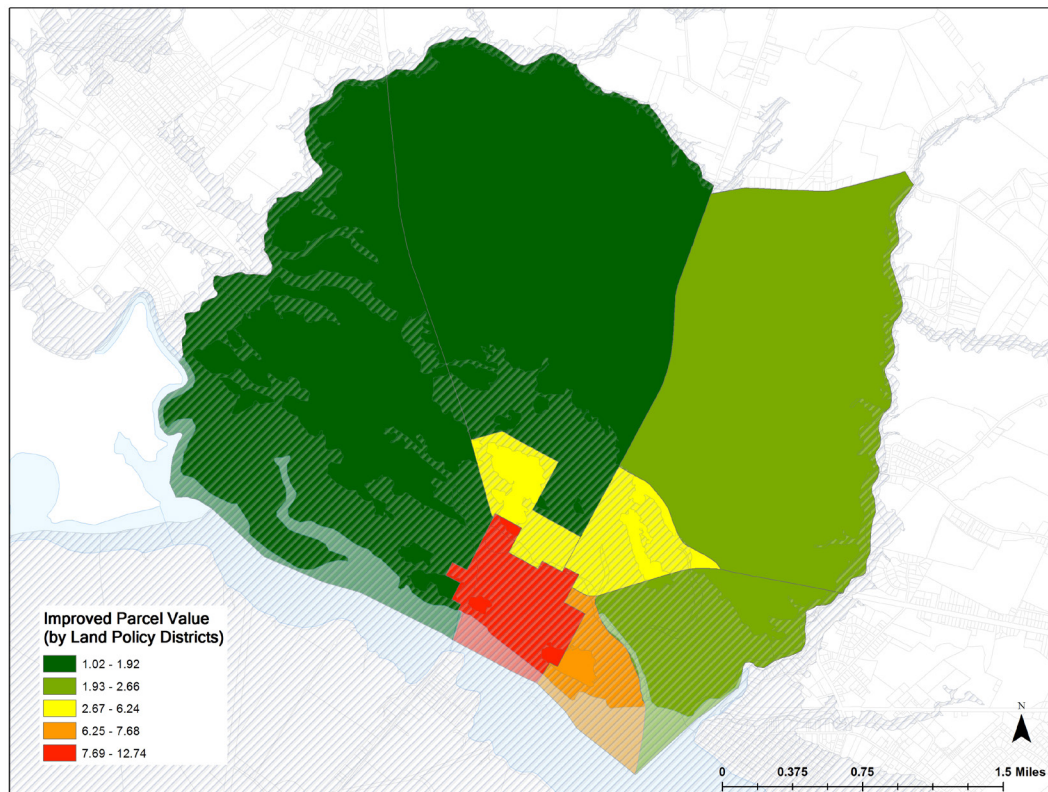 Improved Parcel Value
(by Land Policy Districts)
1.02 - 1.92
1.93 - 2.66
2.67 - 6.24
6.25 - 7.68
7.69 - 12.74
N
0 0.375 0.75 1.5 Miles